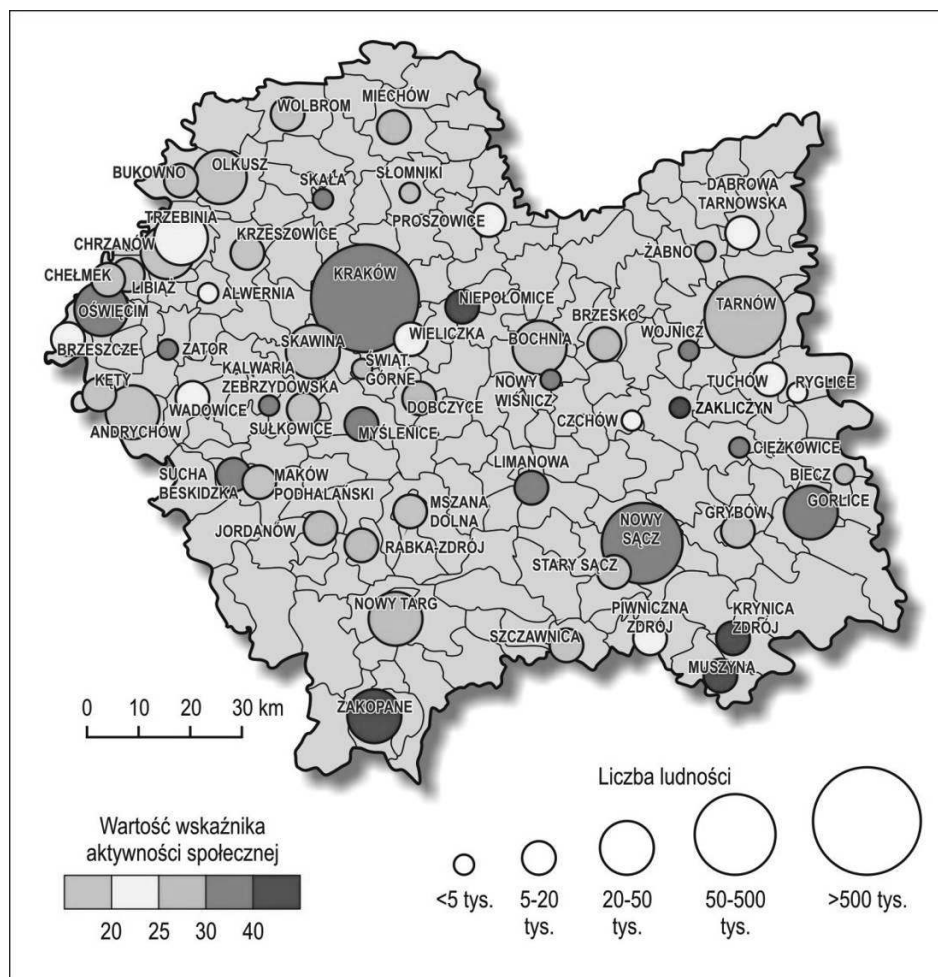 WOLBROM
MIECHÓW
BUKOWNO
OLKUSZ
SKAŁA
SŁOMNIKI
DĄBROWA
TARNOWSKA
TRZEBINIA
PROSZOWICE
CHRZANÓW
KRZESZOWICE
ŻABNO
CHEŁMEK
LIBIĄŻ
ALWERNIA
KRAKÓW
NIEPOŁOMICE
TARNÓW
OŚWIĘCIM
BRZESZCZE
ZATOR
SKAWINA
WIELICZKA
BOCHNIA
BRZESKO
WOJNICZ
ŚWIĄT.
GÓRNE
KALWARIA
ZEBRZYDOWSKA
KĘTY
WADOWICE
SUŁKOWICE
DOBCZYCE
NOWY
WIŚNICZ
TUCHÓW
RYGLICE
ANDRYCHÓW
MYŚLENICE
CZCHÓW
ZAKLICZYN
CIĘŻKOWICE
SUCHA
BESKIDZKA
MAKÓW
PODHALAŃSKI
LIMANOWA
BIECZ
GORLICE
MSZANA
DOLNA
JORDANÓW
RABKA-ZDRÓJ
NOWY
SĄCZ
GRYBÓW
STARY SĄCZ
NOWY TARG
SZCZAWNICA
PIWNICZNA
ZDRÓJ
KRYNICA
ZDRÓJ
MUSZYNA
ZAKOPANE
0 10 20 30 km
Wartość wskaźnika
aktywności społecznej
20 25 30 40
Liczba ludności
<5 tys.
5-20
tys.
20-50
tys.
50-500
tys.
>500 tys.